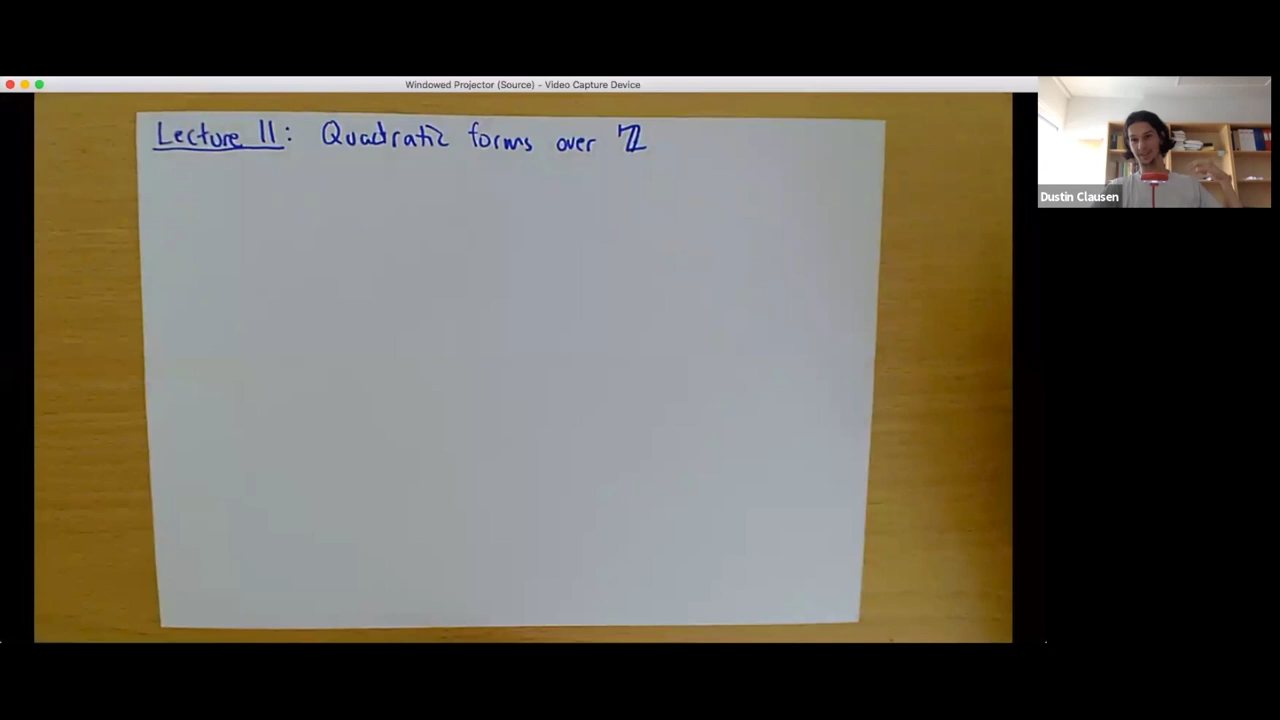 Windowed Projector (Source) - Video Capture Device
Lecture 11: Quadratic forms over ℤ
Dustin Clausen